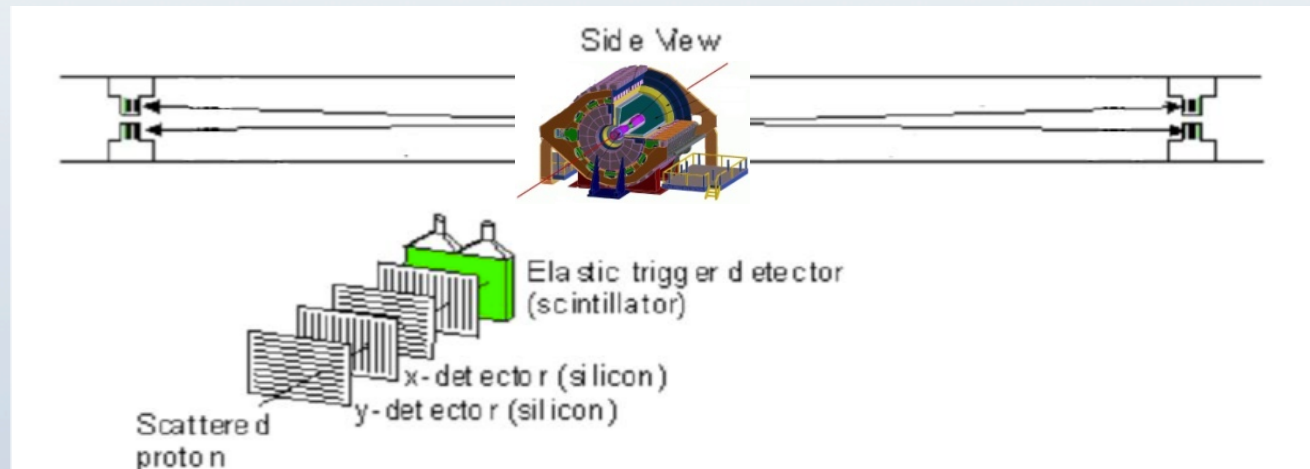 Side View
Elastic trigger detector
(scintillator)
x-detector (silicon)
y-detector (silicon)
Scattered
proton